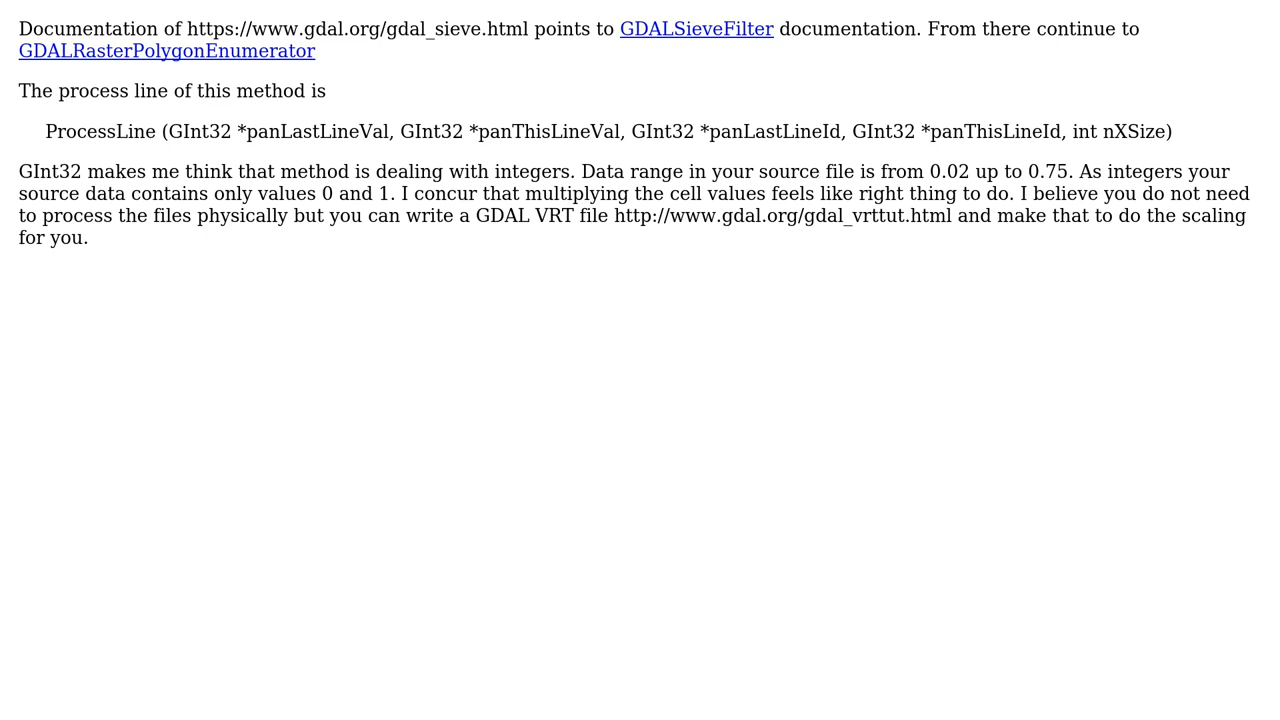 Documentation of https://www.gdal.org/gdal_sieve.html points to GDALSieveFilter documentation. From there continue to
GDALRasterPolygonEnumerator
The process line of this method is
ProcessLine (GInt32 *panLastLineVal, GInt32 *panThisLineVal, GInt32 *panLastLineId, GInt32 *panThisLineId, int nXSize)
GInt32 makes me think that method is dealing with integers. Data range in your source file is from 0.02 up to 0.75. As integers your
source data contains only values 0 and 1. I concur that multiplying the cell values feels like right thing to do. I believe you do not need
to process the files physically but you can write a GDAL VRT file http://www.gdal.org/gdal_vrttut.html and make that to do the scaling
for you.